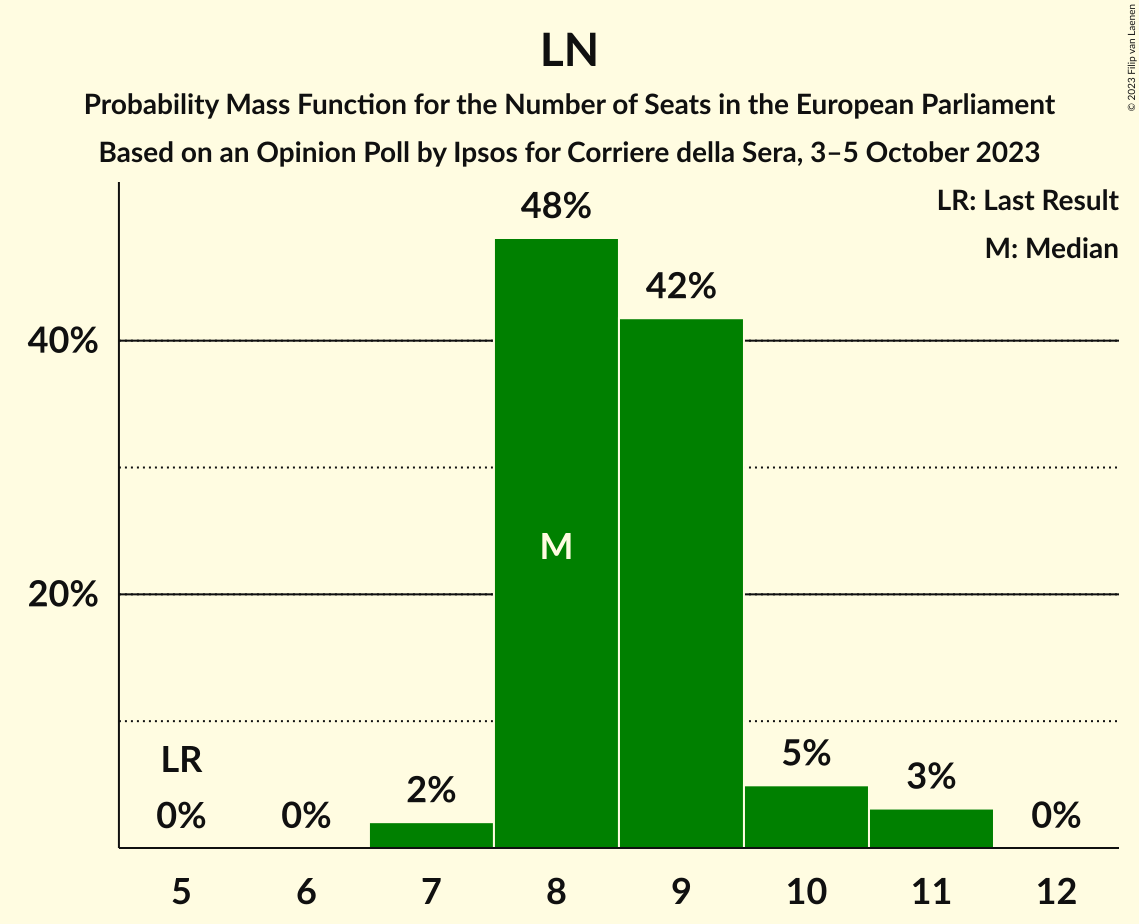 LN
Probability Mass Function for the Number of Seats in the European Parliament
Based on an Opinion Poll by Ipsos for Corriere della Sera, 3–5 October 2023
© 2023 Filip van Laenen
LR: Last Result
M: Median
48%
42%
40%
M
20%
LR
0%
0%
2%
5%
3%
0%
5
6
7
8
9
10
11
12